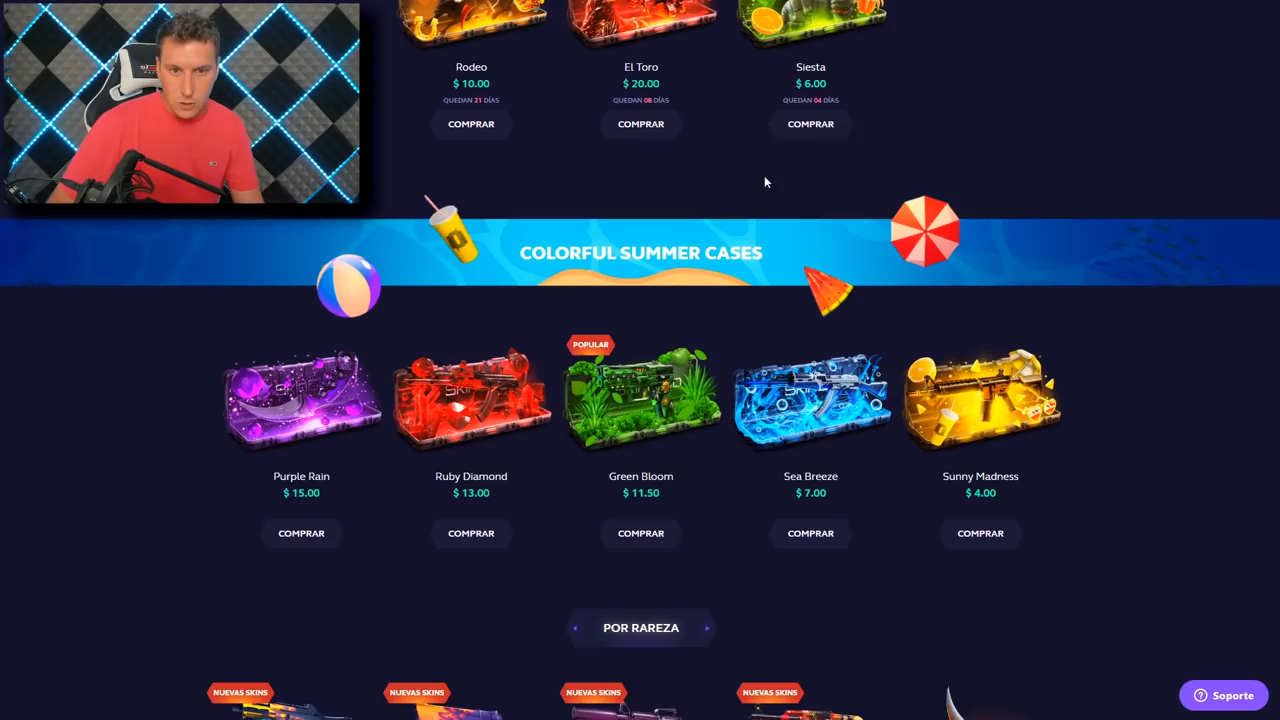 Rodeo
$ 10.00
QUEDAN 21 DÍAS
COMPRAR
El Toro
$ 20.00
QUEDAN 08 DÍAS
COMPRAR
Siesta
$ 6.00
QUEDAN 04 DÍAS
COMPRAR
COLORFUL SUMMER CASES
Purple Rain
$ 15.00
COMPRAR
Ruby Diamond
$ 13.00
COMPRAR
POPULAR
Green Bloom
$ 11.50
COMPRAR
Sea Breeze
$ 7.00
COMPRAR
Sunny Madness
$ 4.00
COMPRAR
POR RAREZA
NUEVAS SKINS
NUEVAS SKINS
NUEVAS SKINS
NUEVAS SKINS
Soporte